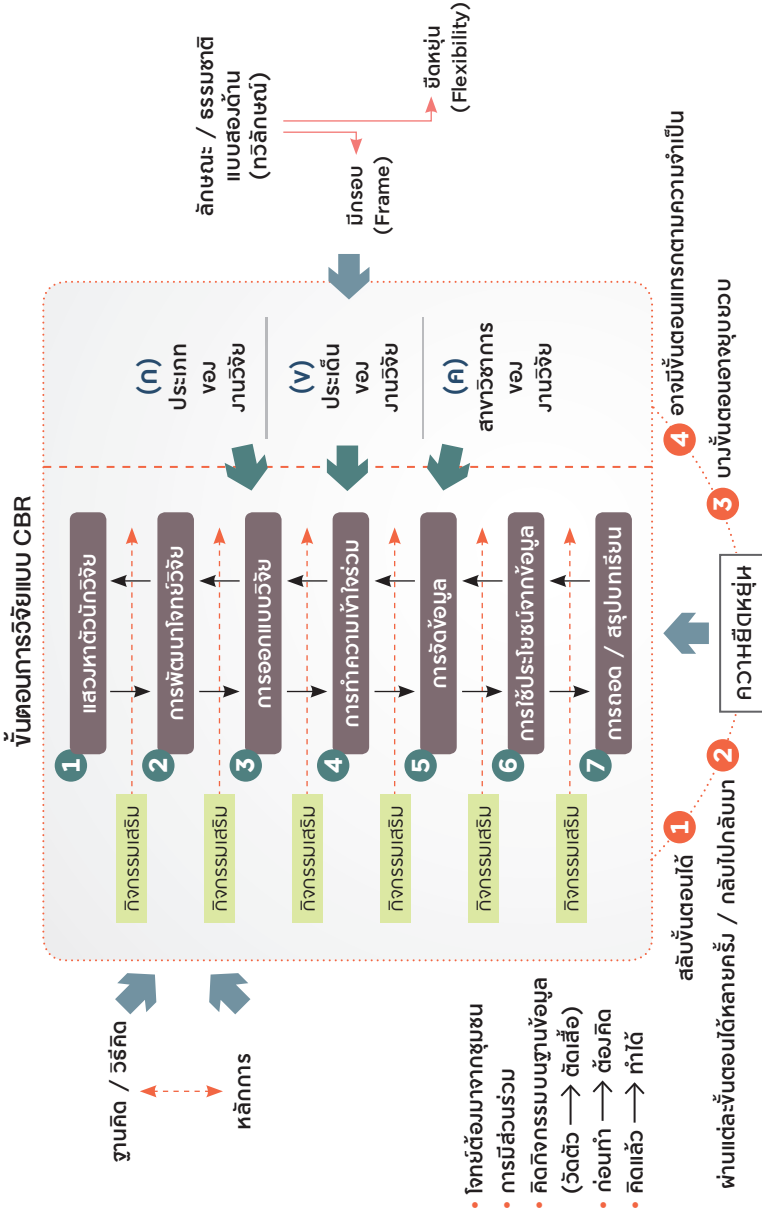 ขั้นตอนการวิจัยแบบ CBR
ฐานคิด / วิธีคิด
หลักการ
• โจทย์ต้องมาจากชุมชน
• การมีส่วนร่วม
• คิดกิจกรรมบนฐานข้อมูล
(วัดตัว → ตัดเสื้อ)
• ก่อนทำ → ต้องคิด
• คิดแล้ว → ทำได้
กิจกรรมเสริม
กิจกรรมเสริม
กิจกรรมเสริม
กิจกรรมเสริม
กิจกรรมเสริม
กิจกรรมเสริม
1 แสวงหาตัวนักวิจัย
2 การพัฒนาโจทย์วิจัย
3 การออกแบบวิจัย
4 การทำความเข้าใจร่วม
5 การจัดข้อมูล
6 การใช้ประโยชน์จากข้อมูล
7 การถอด / สรุปบทเรียน
(ก)
ประเภท
ของ
งานวิจัย
(ข)
ประเด็น
ของ
งานวิจัย
(ค)
สาขาวิชาการ
ของ
งานวิจัย
ลักษณะ / ธรรมชาติ
แบบสองด้าน
(ทวิลักษณ์)
มีกรอบ
(Frame)
ยืดหยุ่น
(Flexibility)
ความยืดหยุ่น
1 สลับขั้นตอนได้
2 ผ่านแต่ละขั้นตอนได้หลายครั้ง / กลับไปกลับมา
3 บางขั้นตอนอาจยุบรวม
4 อาจมีขั้นตอนแทรกตามความจำเป็น